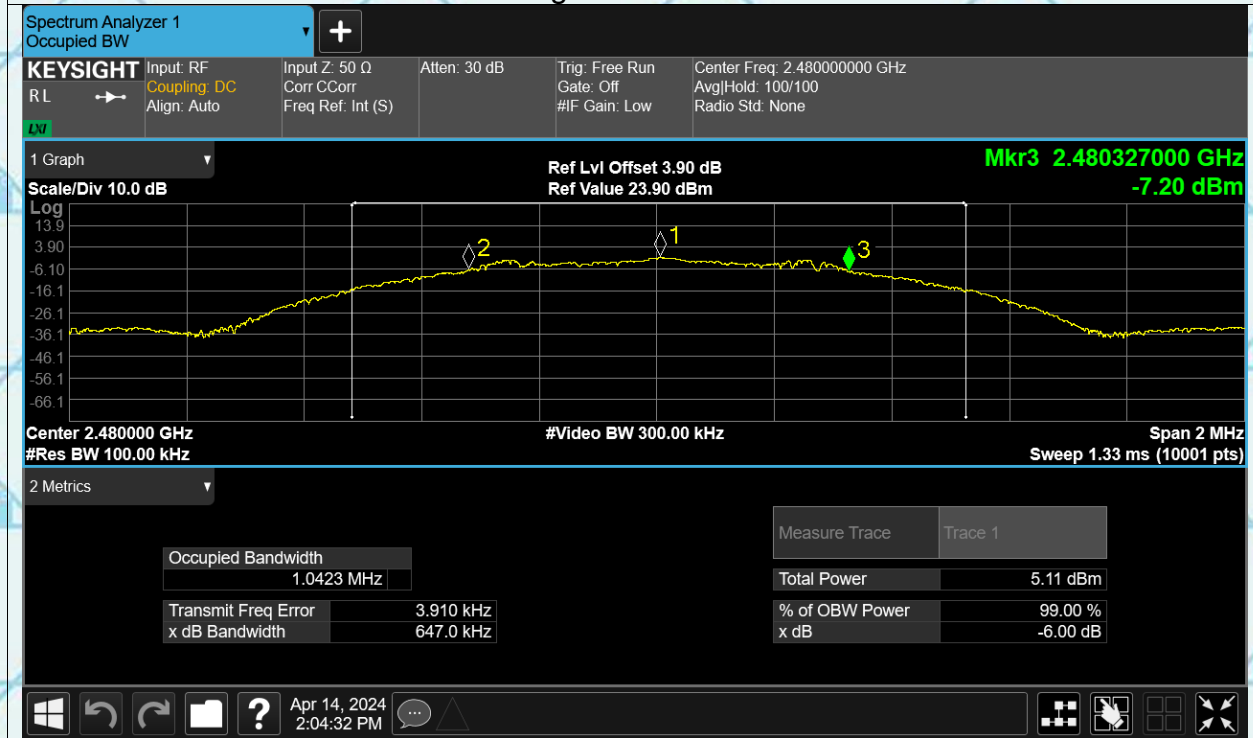 Spectrum Analyzer 1
Occupied BW
+
KEYSIGHT
RL
LXI
Input: RF
Coupling: DC
Align: Auto
Input Z: 50 Ω
Corr CCorr
Freq Ref: Int (S)
Atten: 30 dB
Trig: Free Run
Gate: Off
#IF Gain: Low
Center Freq: 2.480000000 GHz
Avg|Hold: 100/100
Radio Std: None
1 Graph
Scale/Div 10.0 dB
Ref Lvl Offset 3.90 dB
Ref Value 23.90 dBm
Mkr3 2.480327000 GHz
-7.20 dBm
Log
13.9
3.90
-6.10
-16.1
-26.1
-36.1
-46.1
-56.1
-66.1
2
1
3
Center 2.480000 GHz
#Video BW 300.00 kHz
Span 2 MHz
#Res BW 100.00 kHz
Sweep 1.33 ms (10001 pts)
2 Metrics
Measure Trace Trace 1
Occupied Bandwidth
1.0423 MHz
Total Power 5.11 dBm
Transmit Freq Error 3.910 kHz
% of OBW Power 99.00 %
x dB Bandwidth 647.0 kHz
x dB -6.00 dB
?
Apr 14, 2024
2:04:32 PM